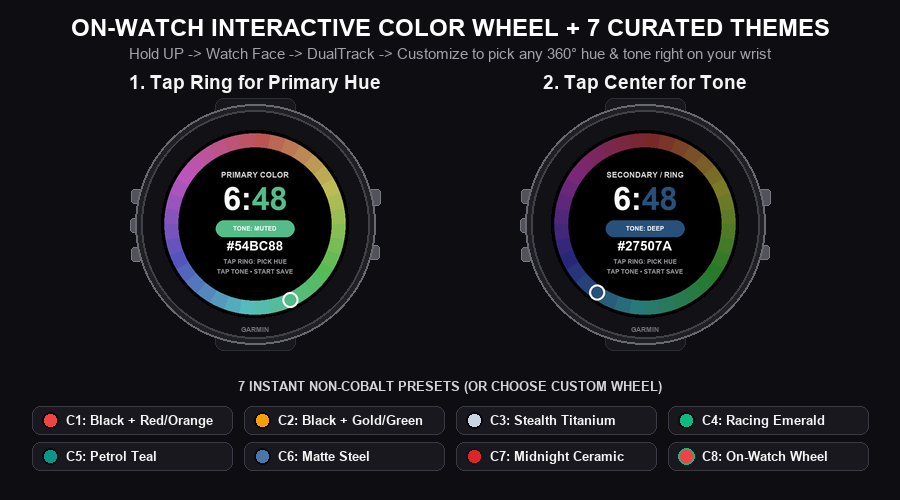 ON-WATCH INTERACTIVE COLOR WHEEL + 7 CURATED THEMES
Hold UP -> Watch Face -> DualTrack -> Customize to pick any 360° hue & tone right on your wrist
1. Tap Ring for Primary Hue
PRIMARY COLOR
6:48
TONE: MUTED
#54BC88
TAP RING: PICK HUE
TAP TONE • START SAVE
GARMIN
2. Tap Center for Tone
SECONDARY / RING
6:48
TONE: DEEP
#27507A
TAP RING: PICK HUE
TAP TONE • START SAVE
GARMIN
7 INSTANT NON-COBALT PRESETS (OR CHOOSE CUSTOM WHEEL)
C1: Black + Red/Orange
C2: Black + Gold/Green
C3: Stealth Titanium
C4: Racing Emerald
C5: Petrol Teal
C6: Matte Steel
C7: Midnight Ceramic
C8: On-Watch Wheel